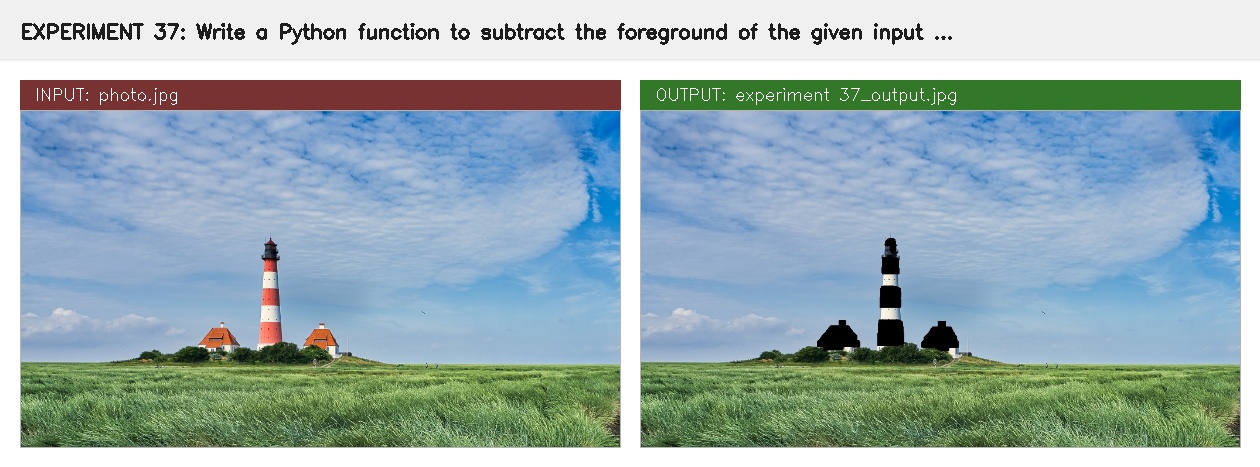 EXPERIMENT 37: Write a Python function to subtract the foreground of the given input ...
INPUT: photo.jpg
OUTPUT: experiment 37_output.jpg